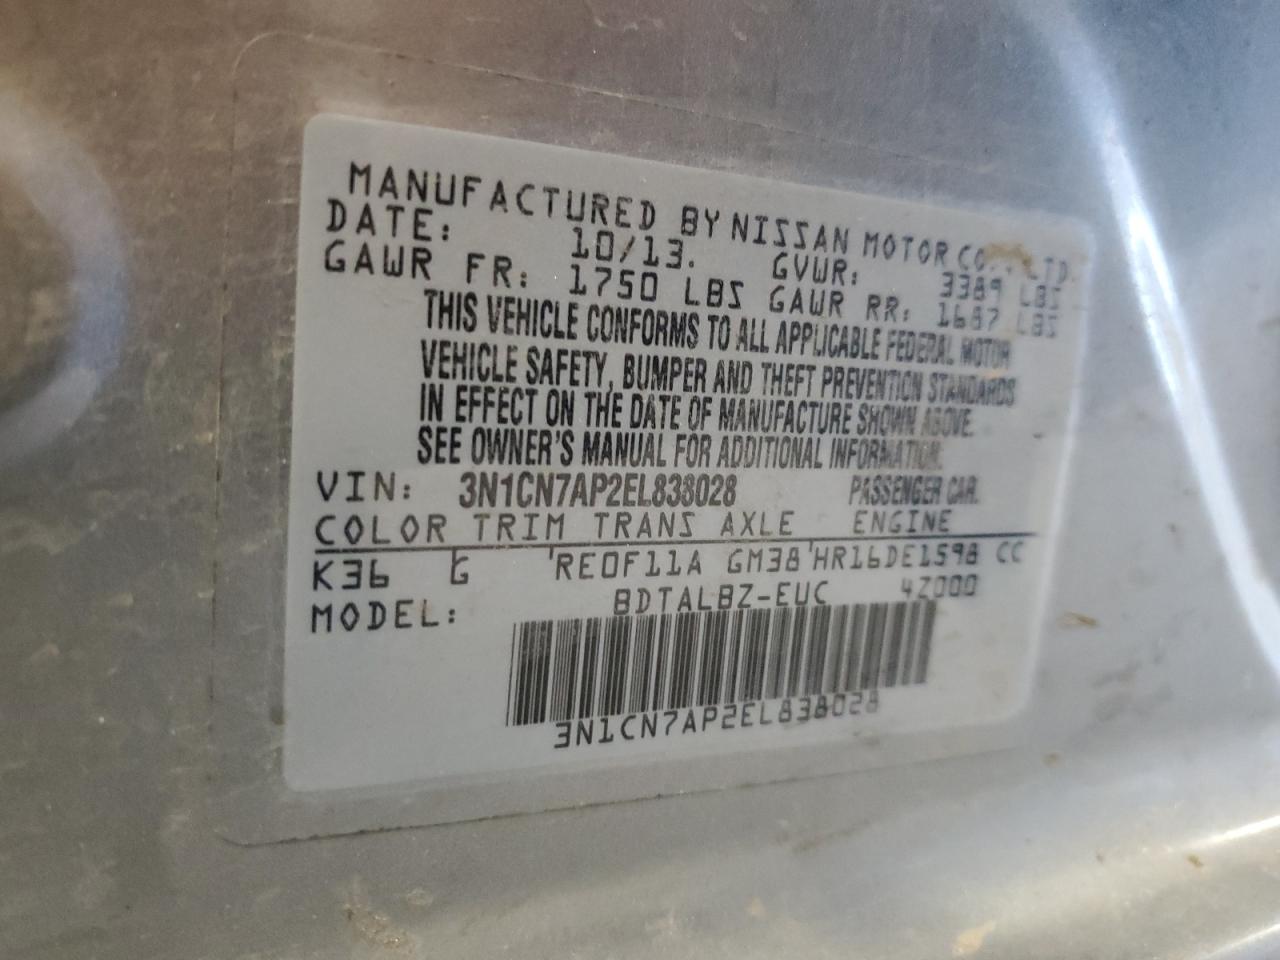 MANUFACTURED BY NISSAN MOTOR CO., LTD.
DATE: 10/13. GVWR: 3389 LBS
GAWR FR: 1750 LBS GAWR RR: 1687 LBS
THIS VEHICLE CONFORMS TO ALL APPLICABLE FEDERAL MOTOR
VEHICLE SAFETY, BUMPER AND THEFT PREVENTION STANDARDS
IN EFFECT ON THE DATE OF MANUFACTURE SHOWN ABOVE.
SEE OWNER'S MANUAL FOR ADDITIONAL INFORMATION.
VIN: 3N1CN7AP2EL838028 PASSENGER CAR.
COLOR TRIM TRANS AXLE ENGINE
K36 G RE0F11A GM38 HR16DE1598 CC
MODEL: BDTALBZ-EUC 4Z000
3N1CN7AP2EL838028